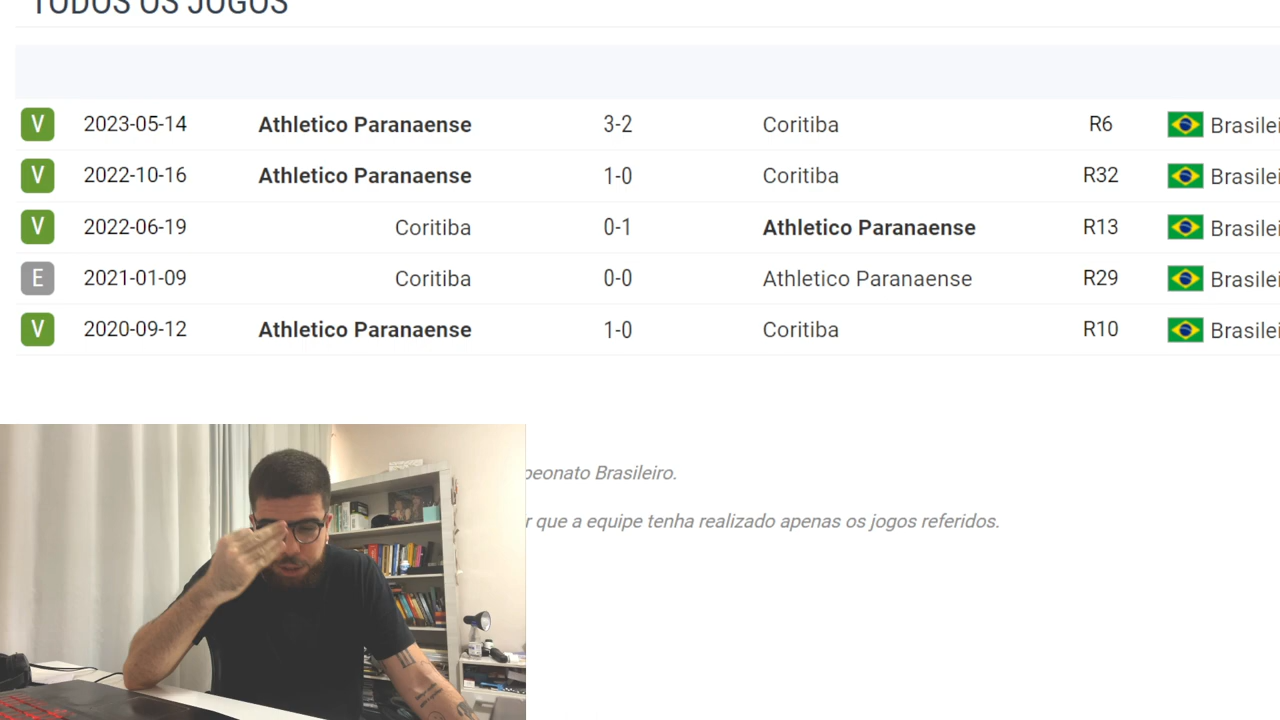 TODOS OS JOGOS
V 2023-05-14 Athletico Paranaense 3-2 Coritiba R6 Brasilei
V 2022-10-16 Athletico Paranaense 1-0 Coritiba R32 Brasilei
V 2022-06-19 Coritiba 0-1 Athletico Paranaense R13 Brasilei
E 2021-01-09 Coritiba 0-0 Athletico Paranaense R29 Brasilei
V 2020-09-12 Athletico Paranaense 1-0 Coritiba R10 Brasilei
peonato Brasileiro.
r que a equipe tenha realizado apenas os jogos referidos.